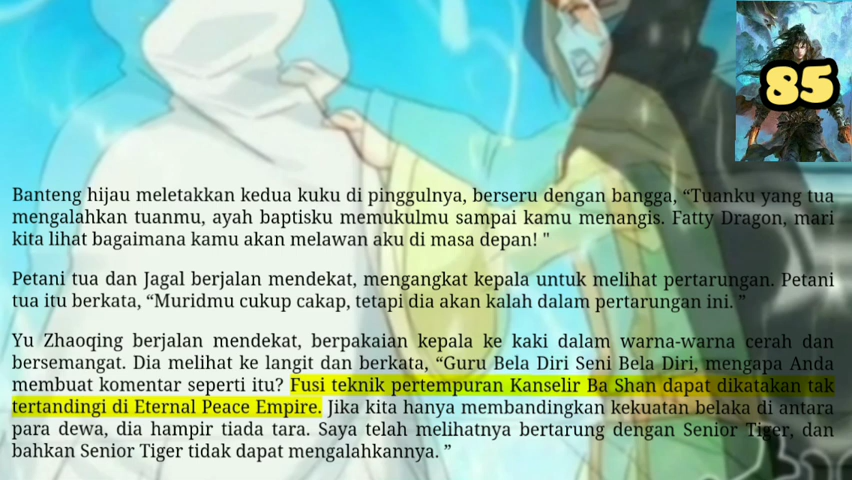 85
Banteng hijau meletakkan kedua kuku di pinggulnya, berseru dengan bangga, “Tuanku yang tua
mengalahkan tuanmu, ayah baptisku memukulmu sampai kamu menangis. Fatty Dragon, mari
kita lihat bagaimana kamu akan melawan aku di masa depan! "
Petani tua dan Jagal berjalan mendekat, mengangkat kepala untuk melihat pertarungan. Petani
tua itu berkata, “Muridmu cukup cakap, tetapi dia akan kalah dalam pertarungan ini. ”
Yu Zhaoqing berjalan mendekat, berpakaian kepala ke kaki dalam warna-warna cerah dan
bersemangat. Dia melihat ke langit dan berkata, “Guru Bela Diri Seni Bela Diri, mengapa Anda
membuat komentar seperti itu? Fusi teknik pertempuran Kanselir Ba Shan dapat dikatakan tak
tertandingi di Eternal Peace Empire. Jika kita hanya membandingkan kekuatan belaka di antara
para dewa, dia hampir tiada tara. Saya telah melihatnya bertarung dengan Senior Tiger, dan
bahkan Senior Tiger tidak dapat mengalahkannya. ”